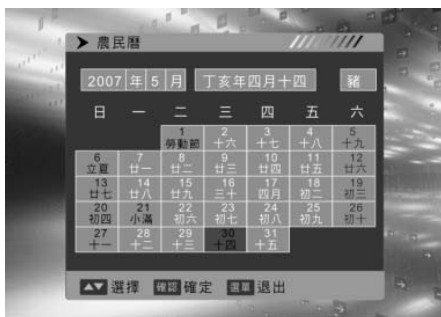 農民曆
2007 年 5 月 丁亥年四月十四 豬
日 一 二 三 四 五 六
1 2 3 4 5
勞動節 十六 十七 十八 十九
6 7 8 9 10 11 12
立夏 廿一 廿二 廿三 廿四 廿五 廿六
13 14 15 16 17 18 19
廿七 廿八 廿九 三十 四月 初二 初三
20 21 22 23 24 25 26
初四 小滿 初六 初七 初八 初九 初十
27 28 29 30 31
十一 十二 十三 十四 十五
▲▼ 選擇 確認 確定 選單 退出